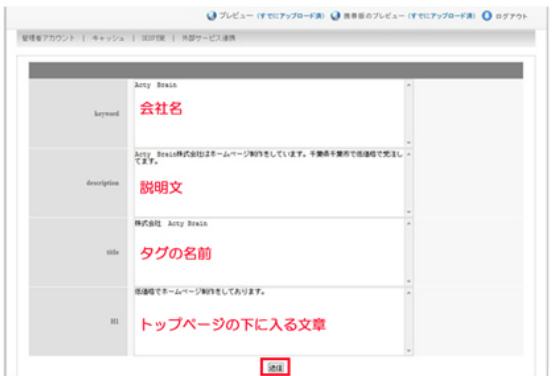 プレビュー (すでにアップロード済) 携帯版のプレビュー (すでにアップロード済) ログアウト
管理者アカウント | キャッシュ | | 外部サービス連携
keyword
Acty Brain
会社名
description
Acty Brain株式会社はホームページ制作をしています。千葉県千葉市で低価格で受注し
てます。
説明文
title
株式会社 Acty Brain
タグの名前
H1
低価格でホームページ制作をしております。
トップページの下に入る文章
送信